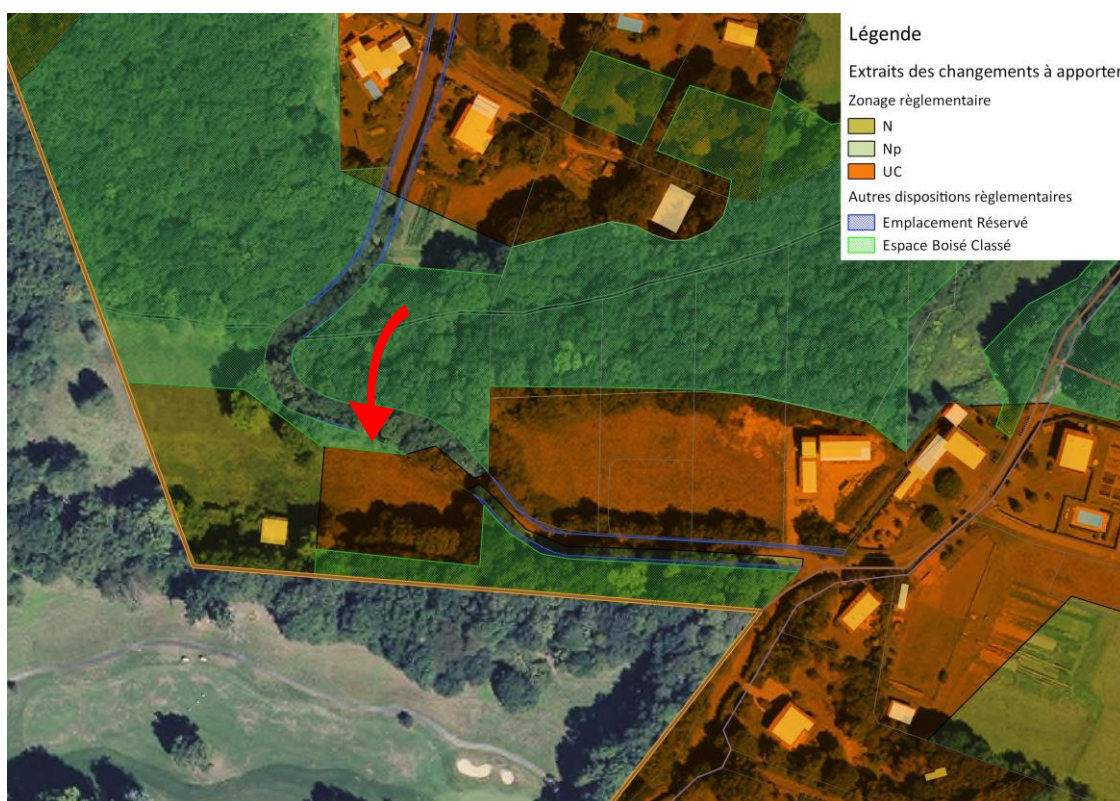 Légende
Extraits des changements à apporter
Zonage règlementaire
N
Np
UC
Autres dispositions règlementaires
Emplacement Réservé
Espace Boisé Classé